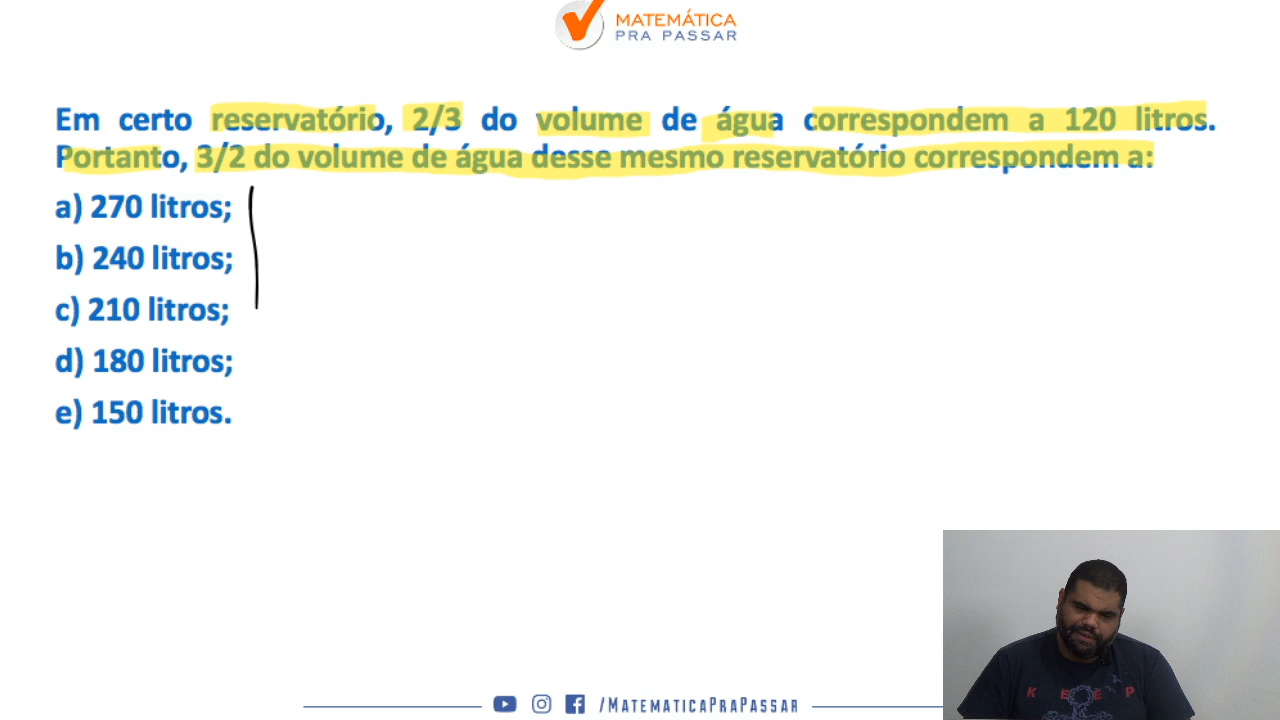 MATEMÁTICA
PRA PASSAR
Em certo reservatório, 2/3 do volume de água correspondem a 120 litros.
Portanto, 3/2 do volume de água desse mesmo reservatório correspondem a:
a) 270 litros;
b) 240 litros;
c) 210 litros;
d) 180 litros;
e) 150 litros.
K E E P
/MATEMATICAPRAPASSAR